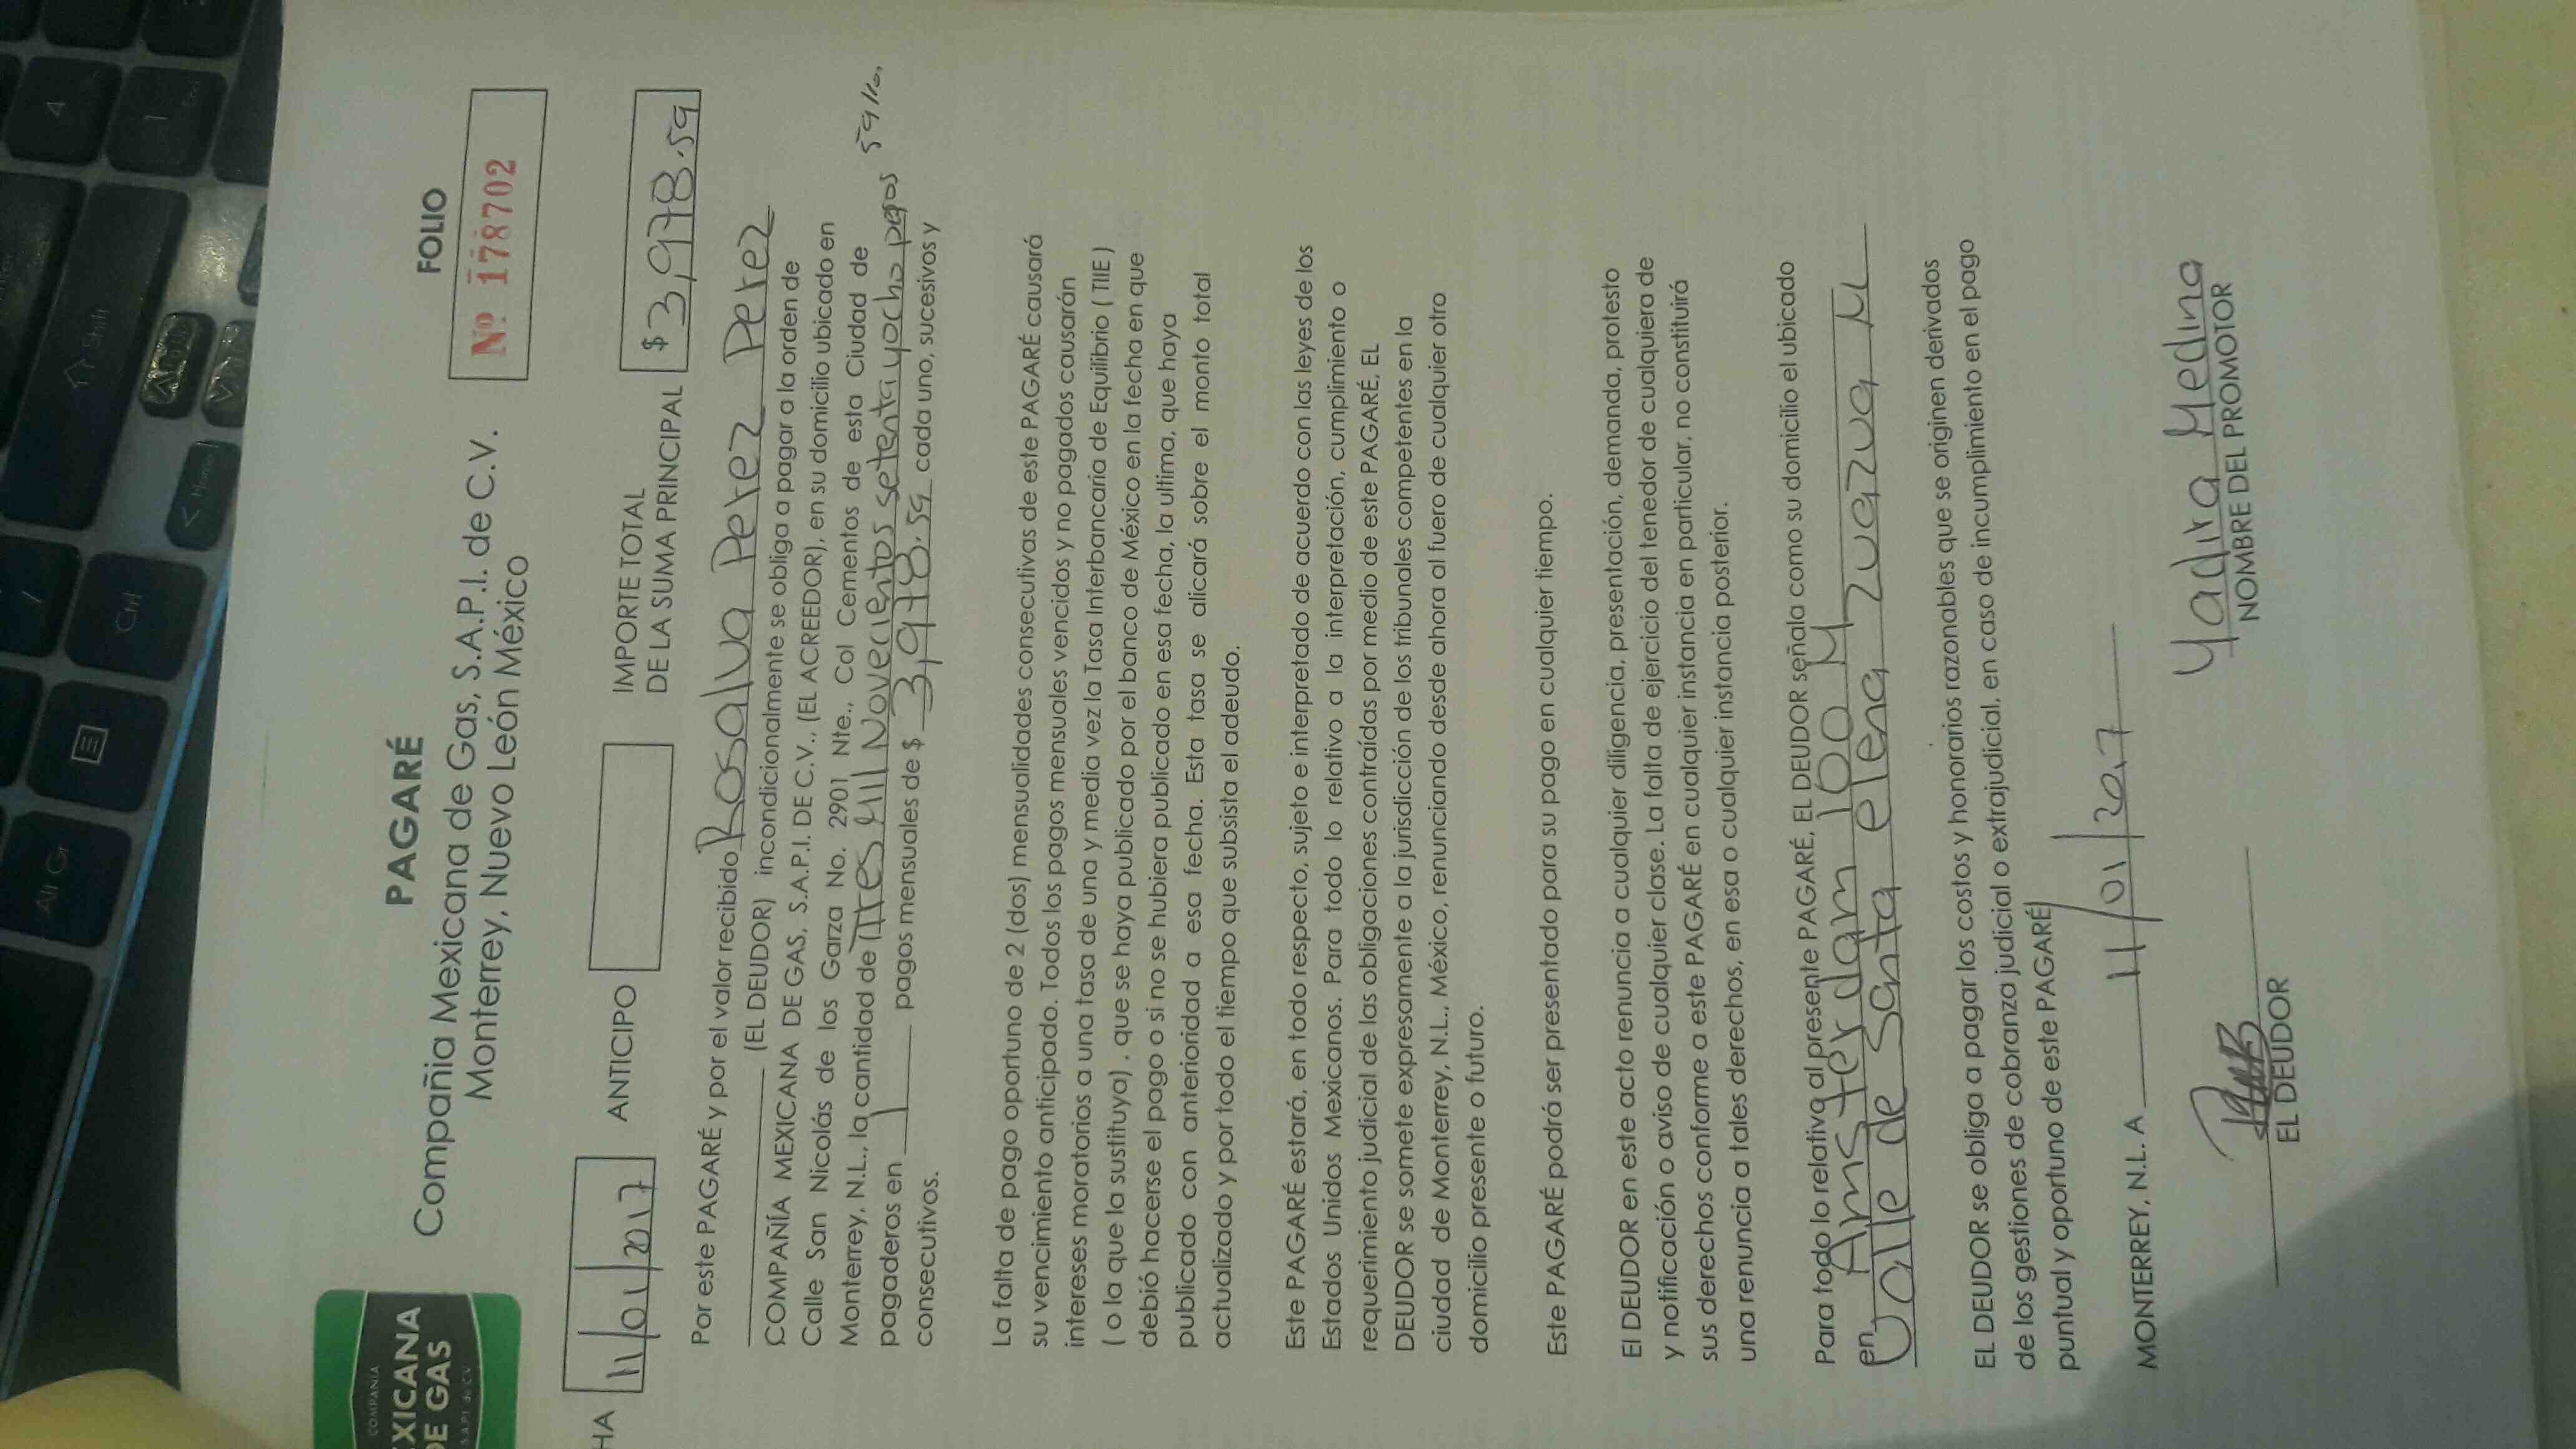 COMPAÑIA
EXICANA
DE GAS
S.A.P.I. de C.V.
PAGARÉ
Compañia Mexicana de Gas, S.A.P.I. de C.V.
Monterrey, Nuevo León México
FOLIO
Nº 178702
HA 11/01/2017 ANTICIPO IMPORTE TOTAL
DE LA SUMA PRINCIPAL $ 3,978.59
Por este PAGARÉ y por el valor recibido Rosalva Perez Perez
(EL DEUDOR) incondicionalmente se obliga a pagar a la orden de
COMPAÑÍA MEXICANA DE GAS, S.A.P.I. DE C.V., (EL ACREEDOR), en su domicilio ubicado en
Calle San Nicolás de los Garza No. 2901 Nte., Col Cementos de esta Ciudad de
Monterrey, N.L., la cantidad de Tres Mil Novecientos setenta y ocho pesos 59/100
pagaderos en 1 pagos mensuales de $ 3,978.59 cada uno, sucesivos y
consecutivos.
La falta de pago oportuno de 2 (dos) mensualidades consecutivas de este PAGARÉ causará
su vencimiento anticipado. Todos los pagos mensuales vencidos y no pagados causarán
intereses moratorios a una tasa de una y media vez la Tasa Interbancaria de Equilibrio ( TIIE )
( o la que la sustituya) , que se haya publicado por el banco de México en la fecha en que
debió hacerse el pago o si no se hubiera publicado en esa fecha, la ultima, que haya
publicado con anterioridad a esa fecha. Esta tasa se alicará sobre el monto total
actualizado y por todo el tiempo que subsista el adeudo.
Este PAGARÉ estará, en todo respecto, sujeto e interpretado de acuerdo con las leyes de los
Estados Unidos Mexicanos. Para todo lo relativo a la interpretación, cumplimiento o
requerimiento judicial de las obligaciones contraídas por medio de este PAGARÉ, EL
DEUDOR se somete expresamente a la jurisdicción de los tribunales competentes en la
ciudad de Monterrey, N.L., México, renunciando desde ahora al fuero de cualquier otro
domicilio presente o futuro.
Este PAGARÉ podrá ser presentado para su pago en cualquier tiempo.
El DEUDOR en este acto renuncia a cualquier diligencia, presentación, demanda, protesto
y notificación o aviso de cualquier clase. La falta de ejercicio del tenedor de cualquiera de
sus derechos conforme a este PAGARÉ en cualquier instancia en particular, no constituirá
una renuncia a tales derechos, en esa o cualquier instancia posterior.
Para todo lo relativo al presente PAGARÉ, EL DEUDOR señala como su domicilio el ubicado
en Amsterdam 100 M
Valle de Santa elena Zuazua M
EL DEUDOR se obliga a pagar los costos y honorarios razonables que se originen derivados
de los gestiones de cobranza judicial o extrajudicial, en caso de incumplimiento en el pago
puntual y oportuno de este PAGARÉ
MONTERREY, N.L. A 11/01/2017
EL DEUDOR
Yadira Medina
NOMBRE DEL PROMOTOR
Alt Gr
Ctrl
Shift
Home
4
1